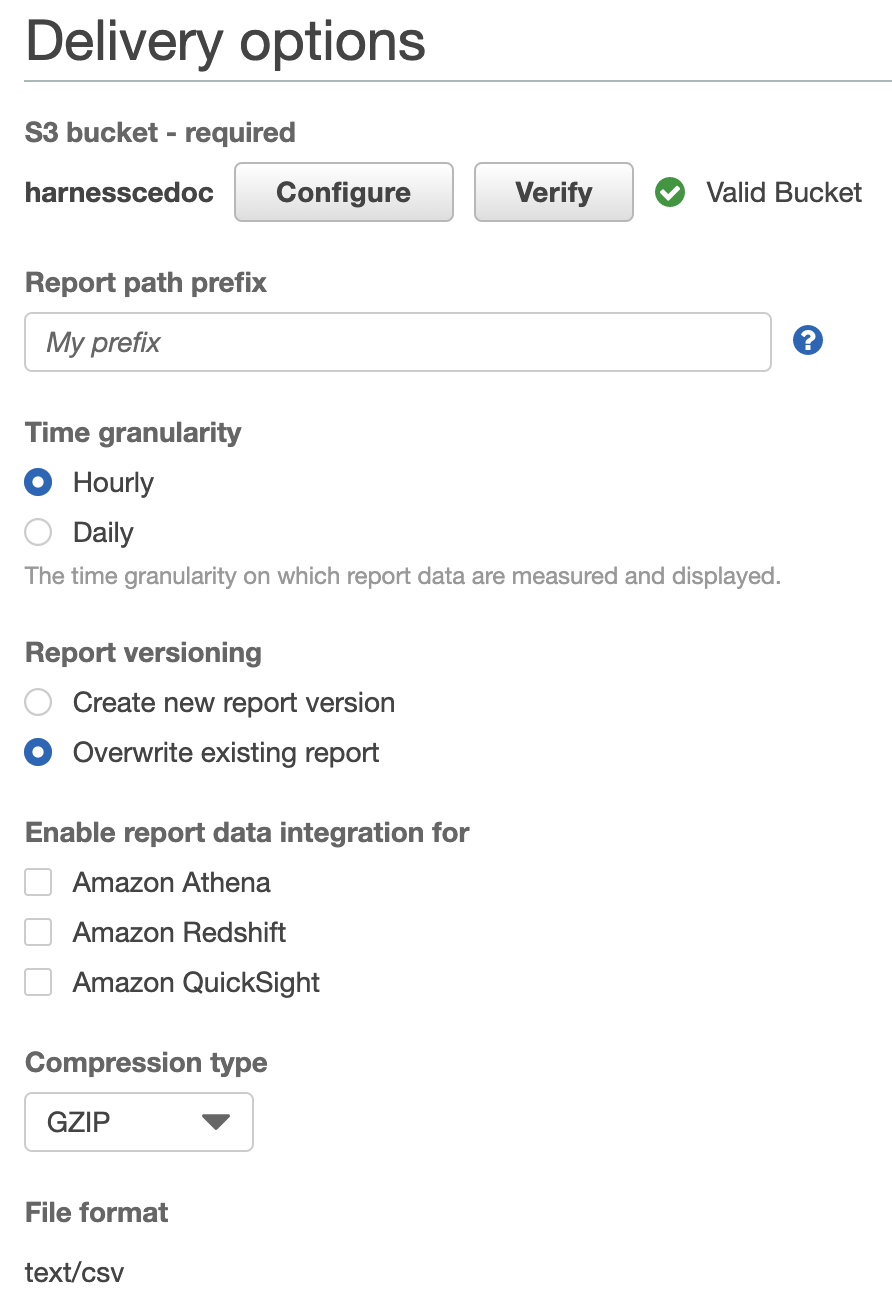 Delivery options
S3 bucket - required
harnesscedoc Configure Verify Valid Bucket
Report path prefix
My prefix ?
Time granularity
Hourly
Daily
The time granularity on which report data are measured and displayed.
Report versioning
Create new report version
Overwrite existing report
Enable report data integration for
Amazon Athena
Amazon Redshift
Amazon QuickSight
Compression type
GZIP
File format
text/csv